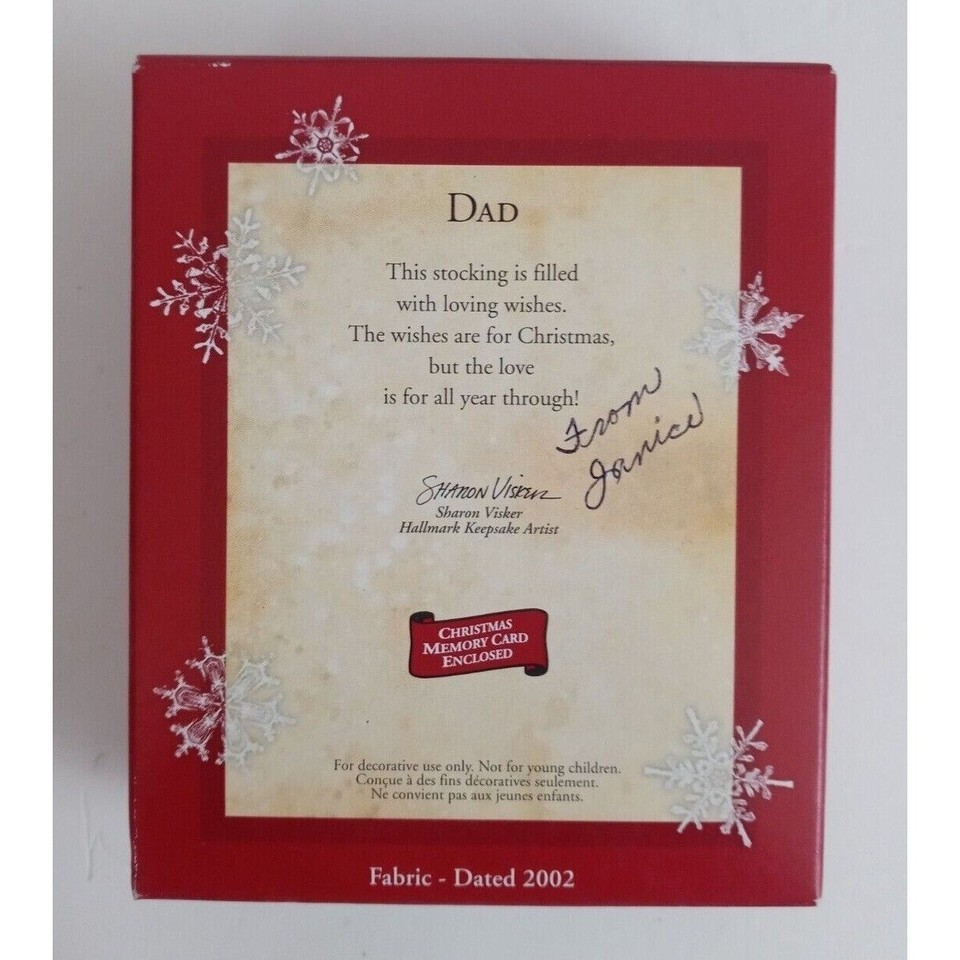 DAD
This stocking is filled
with loving wishes.
The wishes are for Christmas,
but the love
is for all year through!
From
Janice
SHARON VISKER
Sharon Visker
Hallmark Keepsake Artist
CHRISTMAS
MEMORY CARD
ENCLOSED
For decorative use only. Not for young children.
Conçue à des fins décoratives seulement.
Ne convient pas aux jeunes enfants.
Fabric - Dated 2002